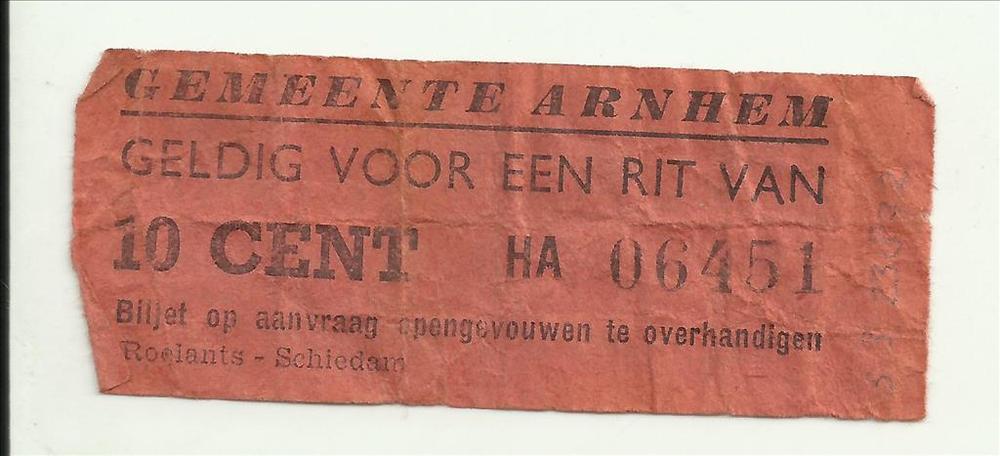 GEMEENTE ARNHEM
GELDIG VOOR EEN RIT VAN
10 CENT HA 06451
Biljet op aanvraag opengevouwen te overhandigen
Roelants - Schiedam